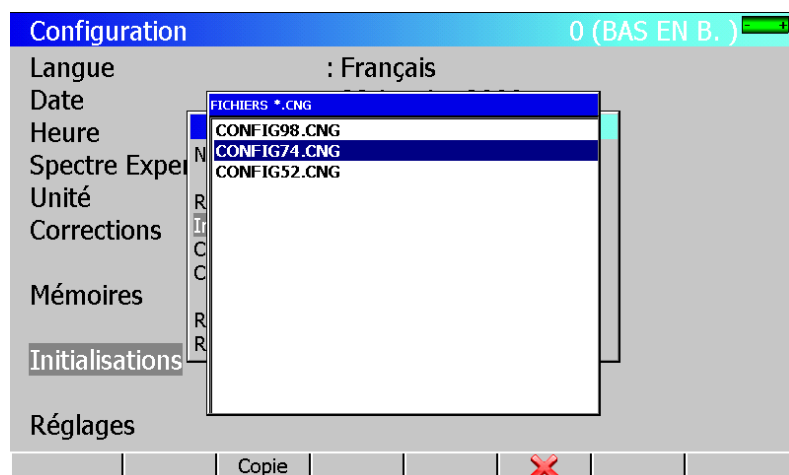 Configuration 0 (BAS EN B. )
Langue : Français
Date
Heure
Spectre Exper
Unité
Corrections
Mémoires
Initialisations
Réglages
FICHIERS *.CNG
CONFIG98.CNG
CONFIG74.CNG
CONFIG52.CNG
N
R
In
C
C
R
R
Copie